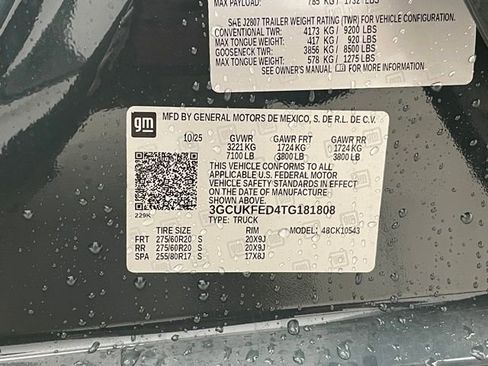 MAX PAYLOAD: 785 KG / 1732 LBS
SAE J2807 TRAILER WEIGHT RATING (TWR) FOR VEHICLE CONFIGURATION.
CONVENTIONAL TWR: 4173 KG / 9200 LBS
MAX TONGUE WEIGHT: 417 KG / 920 LBS
GOOSENECK TWR: 3856 KG / 8500 LBS
MAX TONGUE WEIGHT: 578 KG / 1275 LBS
SEE OWNER'S MANUAL FOR MORE INFORMATION
gm
MFD BY GENERAL MOTORS DE MEXICO, S. DE R.L. DE C.V.
10/25 GVWR GAWR FRT GAWR RR
3221 KG 1724 KG 1724 KG
7100 LB 3800 LB 3800 LB
THIS VEHICLE CONFORMS TO ALL
APPLICABLE U.S. FEDERAL MOTOR
VEHICLE SAFETY STANDARDS IN
EFFECT ON THE DATE OF
MANUFACTURE SHOWN ABOVE.
3GCUKFED4TG181808
229K TYPE: TRUCK
TIRE SIZE RIM MODEL: 48CK10543
FRT 275/60R20 S 20X9J
RR 275/60R20 S 20X9J
SPA 255/80R17 S 17X8J